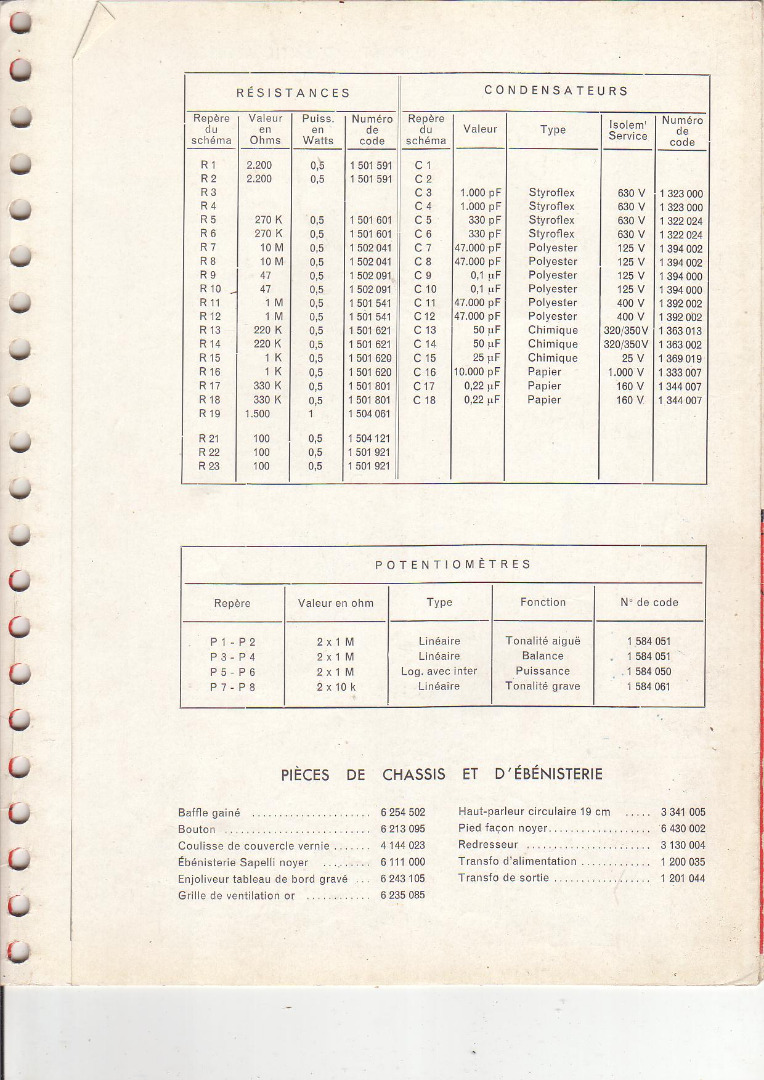 RÉSISTANCES
CONDENSATEURS
Repère du schéma | Valeur en Ohms | Puiss. en Watts | Numéro de code | Repère du schéma | Valeur | Type | Isolemt Service | Numéro de code
R 1 2.200 0,5 1 501 591 C 1
R 2 2.200 0,5 1 501 591 C 2
R 3 C 3 1.000 pF Styroflex 630 V 1 323 000
R 4 C 4 1.000 pF Styroflex 630 V 1 323 000
R 5 270 K 0,5 1 501 601 C 5 330 pF Styroflex 630 V 1 322 024
R 6 270 K 0,5 1 501 601 C 6 330 pF Styroflex 630 V 1 322 024
R 7 10 M 0,5 1 502 041 C 7 47.000 pF Polyester 125 V 1 394 002
R 8 10 M 0,5 1 502 041 C 8 47.000 pF Polyester 125 V 1 394 002
R 9 47 0,5 1 502 091 C 9 0,1 µF Polyester 125 V 1 394 000
R 10 47 0,5 1 502 091 C 10 0,1 µF Polyester 125 V 1 394 000
R 11 1 M 0,5 1 501 541 C 11 47.000 pF Polyester 400 V 1 392 002
R 12 1 M 0,5 1 501 541 C 12 47.000 pF Polyester 400 V 1 392 002
R 13 220 K 0,5 1 501 621 C 13 50 µF Chimique 320/350 V 1 363 013
R 14 220 K 0,5 1 501 621 C 14 50 µF Chimique 320/350 V 1 363 002
R 15 1 K 0,5 1 501 620 C 15 25 µF Chimique 25 V 1 369 019
R 16 1 K 0,5 1 501 620 C 16 10.000 pF Papier 1.000 V 1 333 007
R 17 330 K 0,5 1 501 801 C 17 0,22 µF Papier 160 V 1 344 007
R 18 330 K 0,5 1 501 801 C 18 0,22 µF Papier 160 V 1 344 007
R 19 1.500 1 1 504 061
R 21 100 0,5 1 504 121
R 22 100 0,5 1 501 921
R 23 100 0,5 1 501 921
POTENTIOMÈTRES
Repère Valeur en ohm Type Fonction N° de code
P 1 - P 2 2 x 1 M Linéaire Tonalité aiguë 1 584 051
P 3 - P 4 2 x 1 M Linéaire Balance 1 584 051
P 5 - P 6 2 x 1 M Log. avec inter Puissance 1 584 050
P 7 - P 8 2 x 10 k Linéaire Tonalité grave 1 584 061
PIÈCES DE CHASSIS ET D'ÉBÉNISTERIE
Baffle gainé ...................... 6 254 502
Bouton ........................... 6 213 095
Coulisse de couvercle vernie ....... 4 144 023
Ébénisterie Sapelli noyer ......... 6 111 000
Enjoliveur tableau de bord gravé ... 6 243 105
Grille de ventilation or ............ 6 235 085
Haut-parleur circulaire 19 cm ..... 3 341 005
Pied façon noyer................... 6 430 002
Redresseur ....................... 3 130 004
Transfo d'alimentation ............. 1 200 035
Transfo de sortie .................. 1 201 044